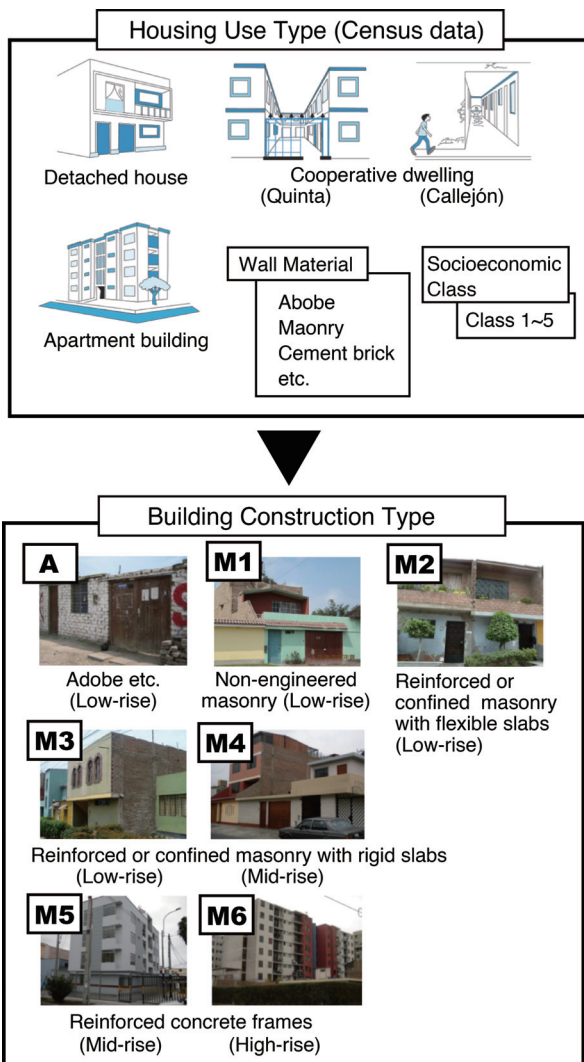 Housing Use Type (Census data)
Detached house
Cooperative dwelling
(Quinta) (Callejón)
Apartment building
Wall Material
Abobe
Maonry
Cement brick
etc.
Socioeconomic
Class
Class 1~5
Building Construction Type
A
Adobe etc.
(Low-rise)
M1
Non-engineered
masonry (Low-rise)
M2
Reinforced or
confined masonry
with flexible slabs
(Low-rise)
M3
M4
Reinforced or confined masonry with rigid slabs
(Low-rise) (Mid-rise)
M5
M6
Reinforced concrete frames
(Mid-rise) (High-rise)